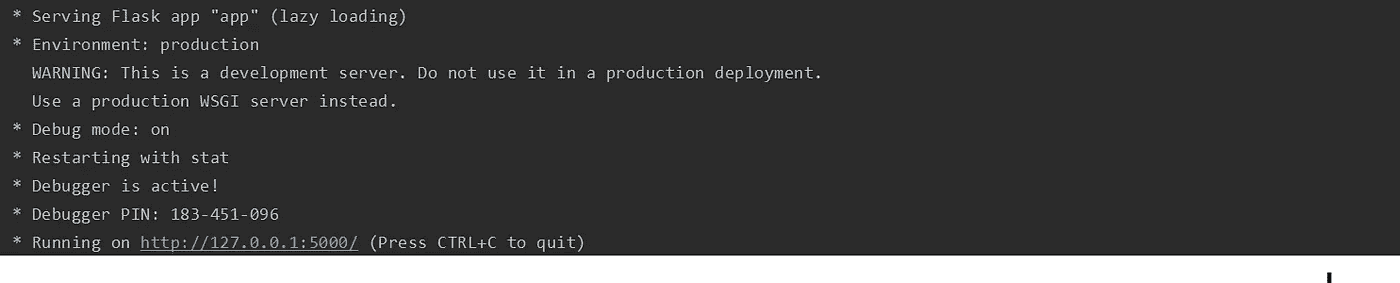 * Serving Flask app "app" (lazy loading)
* Environment: production
WARNING: This is a development server. Do not use it in a production deployment.
Use a production WSGI server instead.
* Debug mode: on
* Restarting with stat
* Debugger is active!
* Debugger PIN: 183-451-096
* Running on http://127.0.0.1:5000/ (Press CTRL+C to quit)